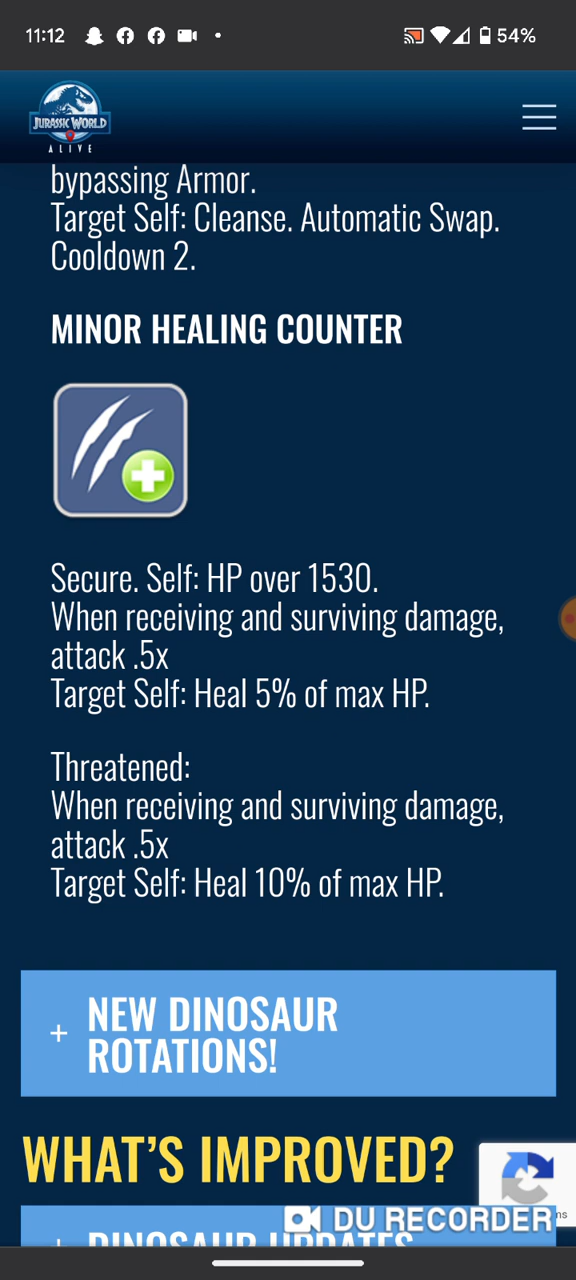 11:12
54%
JURASSIC WORLD
ALIVE
bypassing Armor.
Target Self: Cleanse. Automatic Swap.
Cooldown 2.
MINOR HEALING COUNTER
Secure. Self: HP over 1530.
When receiving and surviving damage,
attack .5x
Target Self: Heal 5% of max HP.
Threatened:
When receiving and surviving damage,
attack .5x
Target Self: Heal 10% of max HP.
+ NEW DINOSAUR
ROTATIONS!
WHAT'S IMPROVED?
+ DINOSAUR UPDATES
DU RECORDER